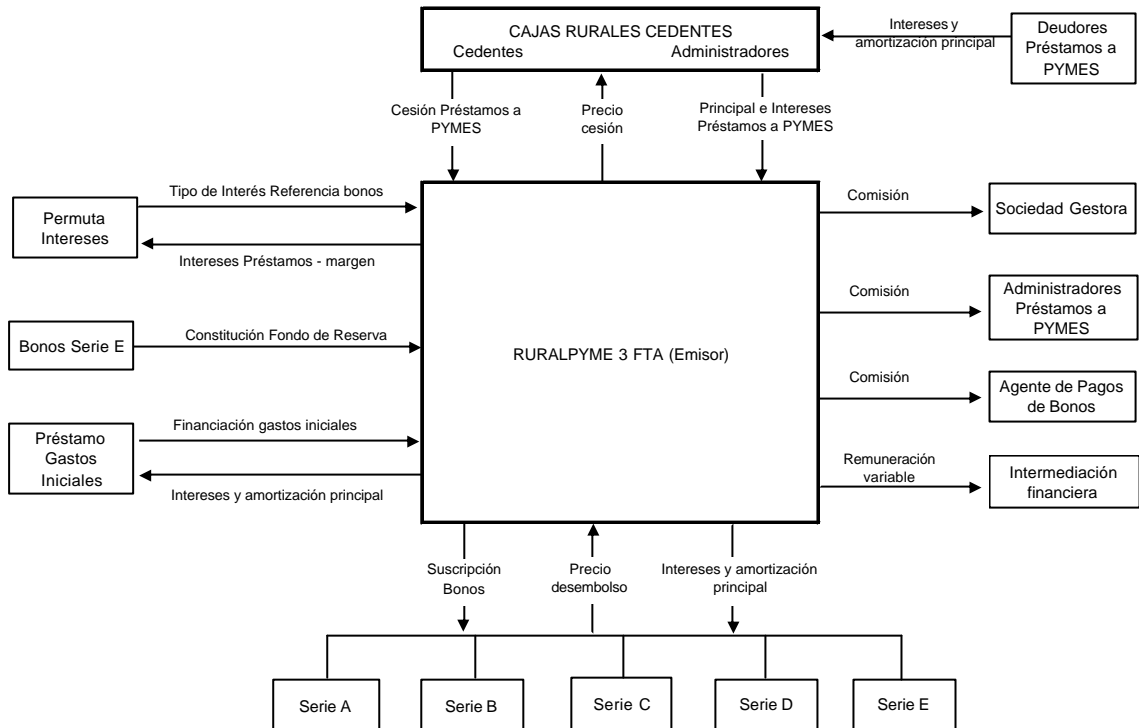 CAJAS RURALES CEDENTES
Cedentes
Administradores
Intereses y
amortización principal
Deudores
Préstamos a
PYMES
Cesión Préstamos a
PYMES
Precio
cesión
Principal e Intereses
Préstamos a PYMES
Permuta
Intereses
Tipo de Interés Referencia bonos
Intereses Préstamos - margen
Bonos Serie E
Constitución Fondo de Reserva
Préstamo
Gastos
Iniciales
Financiación gastos iniciales
Intereses y amortización principal
RURALPYME 3 FTA (Emisor)
Comisión
Sociedad Gestora
Comisión
Administradores
Préstamos a
PYMES
Comisión
Agente de Pagos
de Bonos
Remuneración
variable
Intermediación
financiera
Suscripción
Bonos
Precio
desembolso
Intereses y amortización
principal
Serie A
Serie B
Serie C
Serie D
Serie E